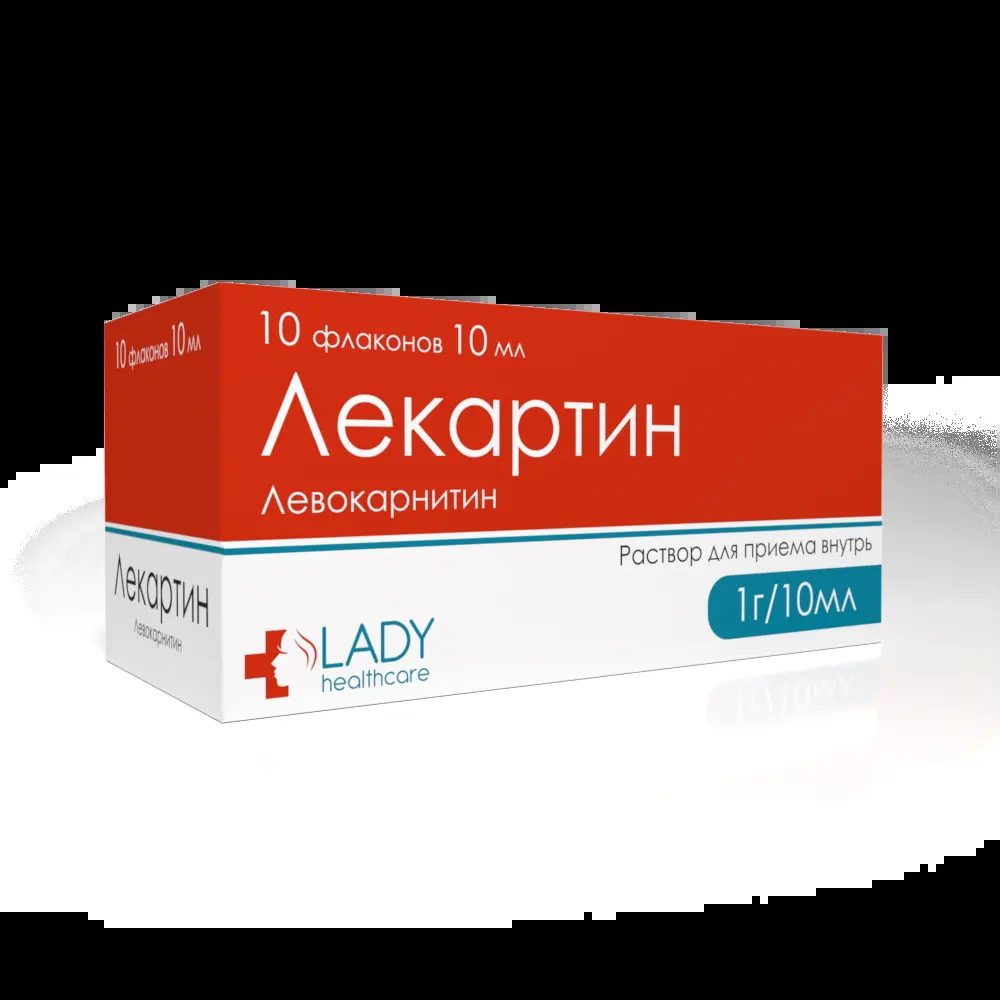 10 флаконов 10 мл
Лекартин
Левокарнитин
Раствор для приема внутрь
1г/10мл
LADY
healthcare
10 флаконов 10 мл
Лекартин
Левокарнитин